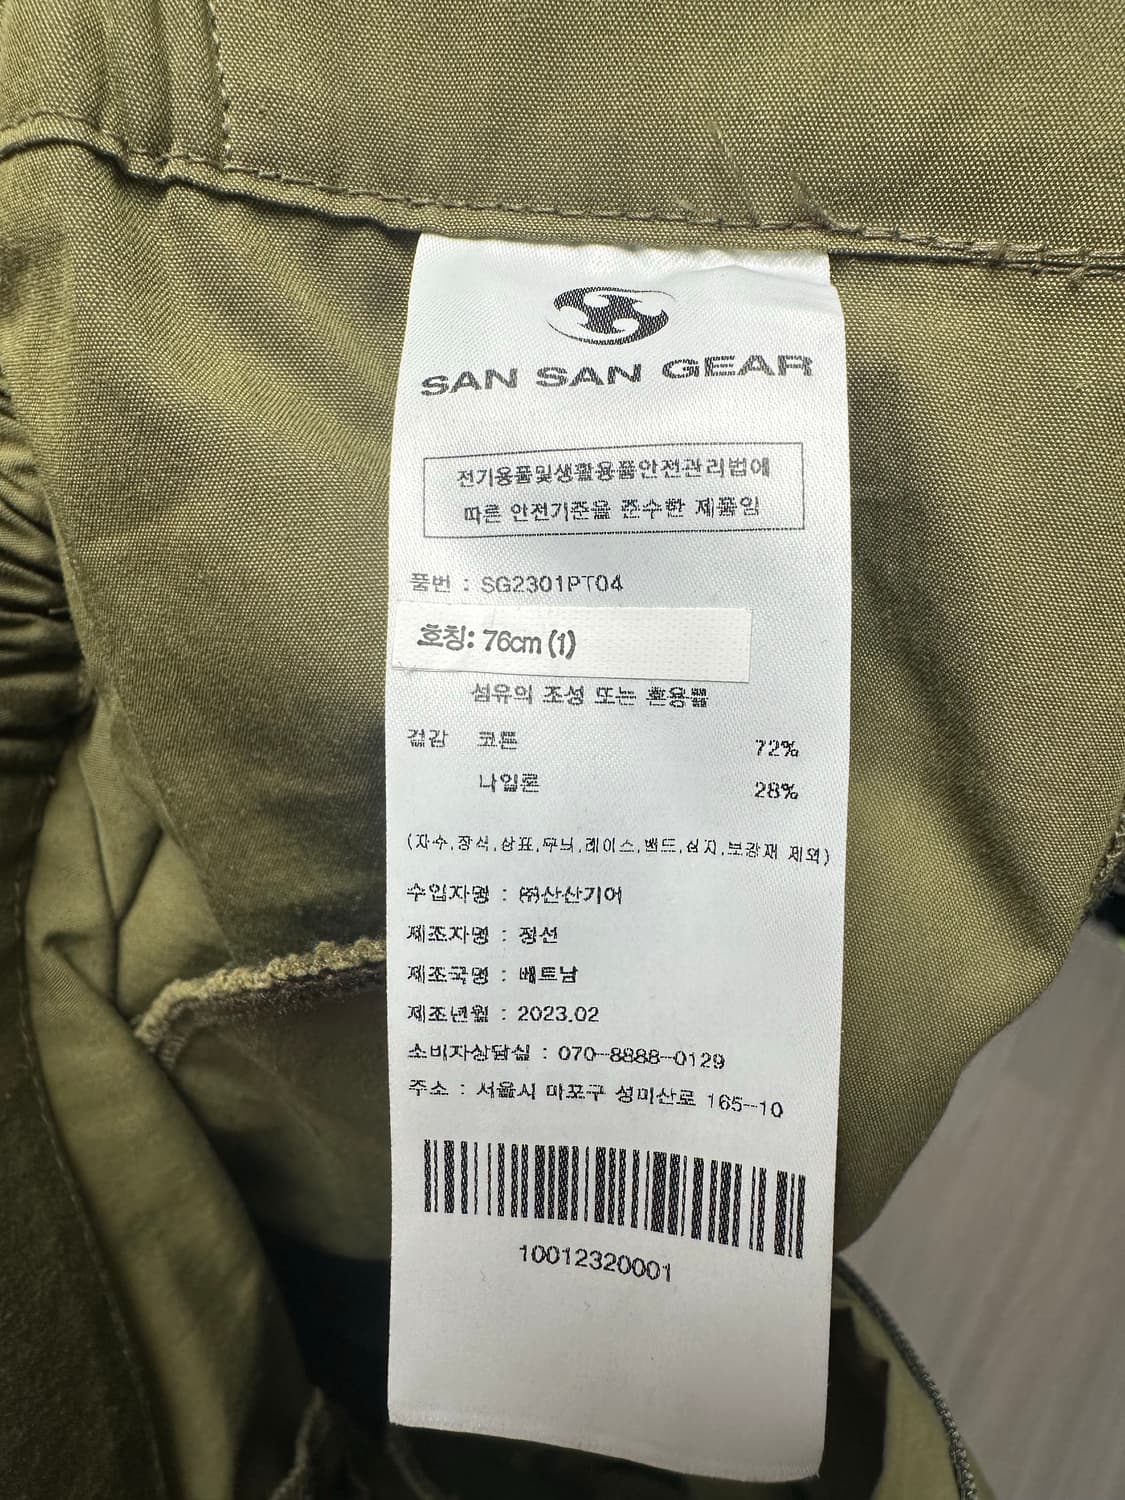 SAN SAN GEAR
전기용품및생활용품안전관리법에
따른 안전기준을 준수한 제품임
품번 : SG2301PT04
호칭: 76cm (1)
섬유의 조성 또는 혼용률
겉감 코튼 72%
나일론 28%
(자수,장식,상표,무늬,레이스,밴드,심지,보강재 제외)
수입자명 : ㈜산산기어
제조자명 : 정선
제조국명 : 베트남
제조년월 : 2023.02
소비자상담실 : 070-8888-0129
주소 : 서울시 마포구 성미산로 165-10
10012320001